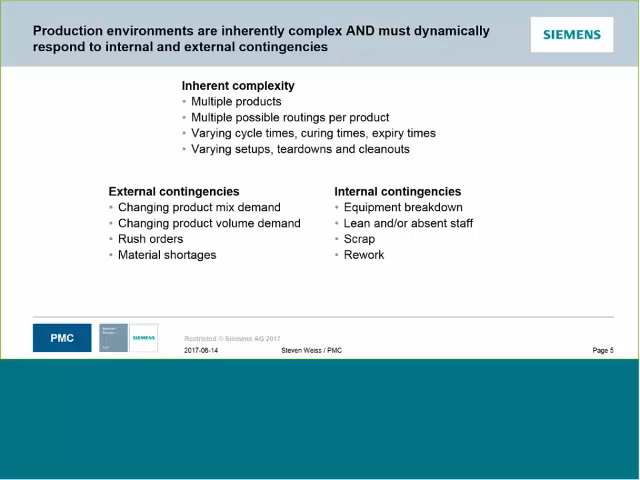 Production environments are inherently complex AND must dynamically
respond to internal and external contingencies
SIEMENS
Inherent complexity
• Multiple products
• Multiple possible routings per product
• Varying cycle times, curing times, expiry times
• Varying setups, teardowns and cleanouts
External contingencies
• Changing product mix demand
• Changing product volume demand
• Rush orders
• Material shortages
Internal contingencies
• Equipment breakdown
• Lean and/or absent staff
• Scrap
• Rework
PMC
SIEMENS
Restricted © Siemens AG 2017
2017-06-14
Steven Weiss / PMC
Page 5